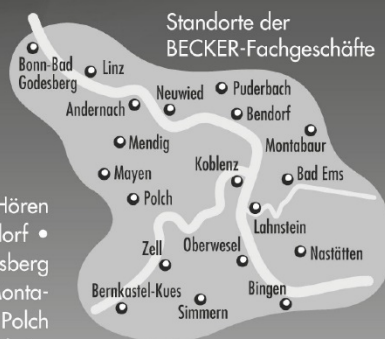 Standorte der
BECKER-Fachgeschäfte
Bonn-Bad
Godesberg
Linz
Andernach
Neuwied
Puderbach
Bendorf
Montabaur
Mendig
Mayen
Koblenz
Bad Ems
Polch
Lahnstein
Zell
Oberwesel
Nastätten
Bernkastel-Kues
Simmern
Bingen
Hören
dorf •
sberg
Monta-
Polch